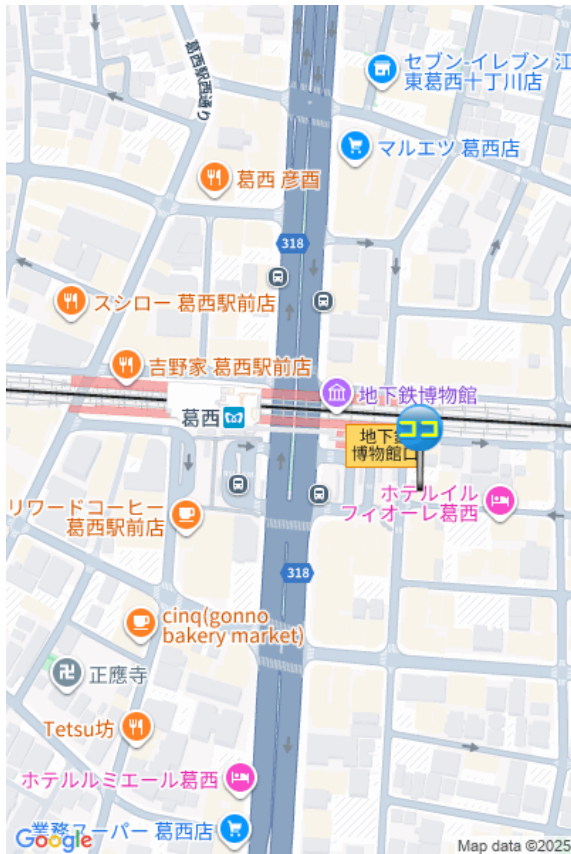 葛西駅西通り
セブン-イレブン 江
東葛西十丁川店
マルエツ 葛西店
葛西 彦酉
318
スシロー 葛西駅前店
吉野家 葛西駅前店
地下鉄博物館
葛西
ココ
地下鉄
博物館口
ホテルイル
フィオーレ葛西
リワードコーヒー
葛西駅前店
318
cinq(gonno
bakery market)
正應寺
Tetsu坊
ホテルルミエール葛西
業務スーパー 葛西店
Google
Map data ©2025